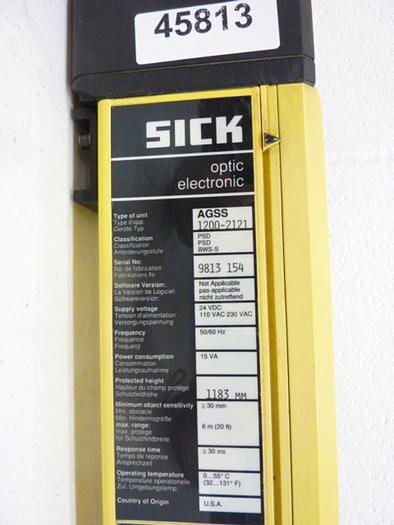 45813
SICK
optic
electronic
Type of unit
Type d'app.
Geräte Typ
AGSS
1200-2121
Classification
Classification
Anforderungsstufe
PSD
PSD
BWS-S
Serial No:
No. de fabrication
Fabrikations-Nr.
9813 154
Software Version:
La Version de Logiciel:
Softwareversion:
Not Applicable
pas-applicable
nicht zutreffend
Supply voltage
Tension d'alimentation
Versorgungspannung
24 VDC
110 VAC 230 VAC
Frequency
Fréquence
Frequenz
50/60 Hz
Power consumption
Consommation
Leistungsaufnahme
15 VA
Protected height
Hauteur du champ protégé
Schutzfeldhöhe
1183 MM
Minimum object sensitivity
Min. obstacle
Min. Hindernisgröße
≥ 30 mm
max. range:
max. protégé
für Schutzfeldbreite
6 m (20 ft)
Response time
Temps de réponse
Ansprechzeit
≤ 30 ms
Operating temperature
Température operationelle
Zul. Umgebungstemp.
0...55° C
(32...131° F)
Country of Origin
U.S.A.